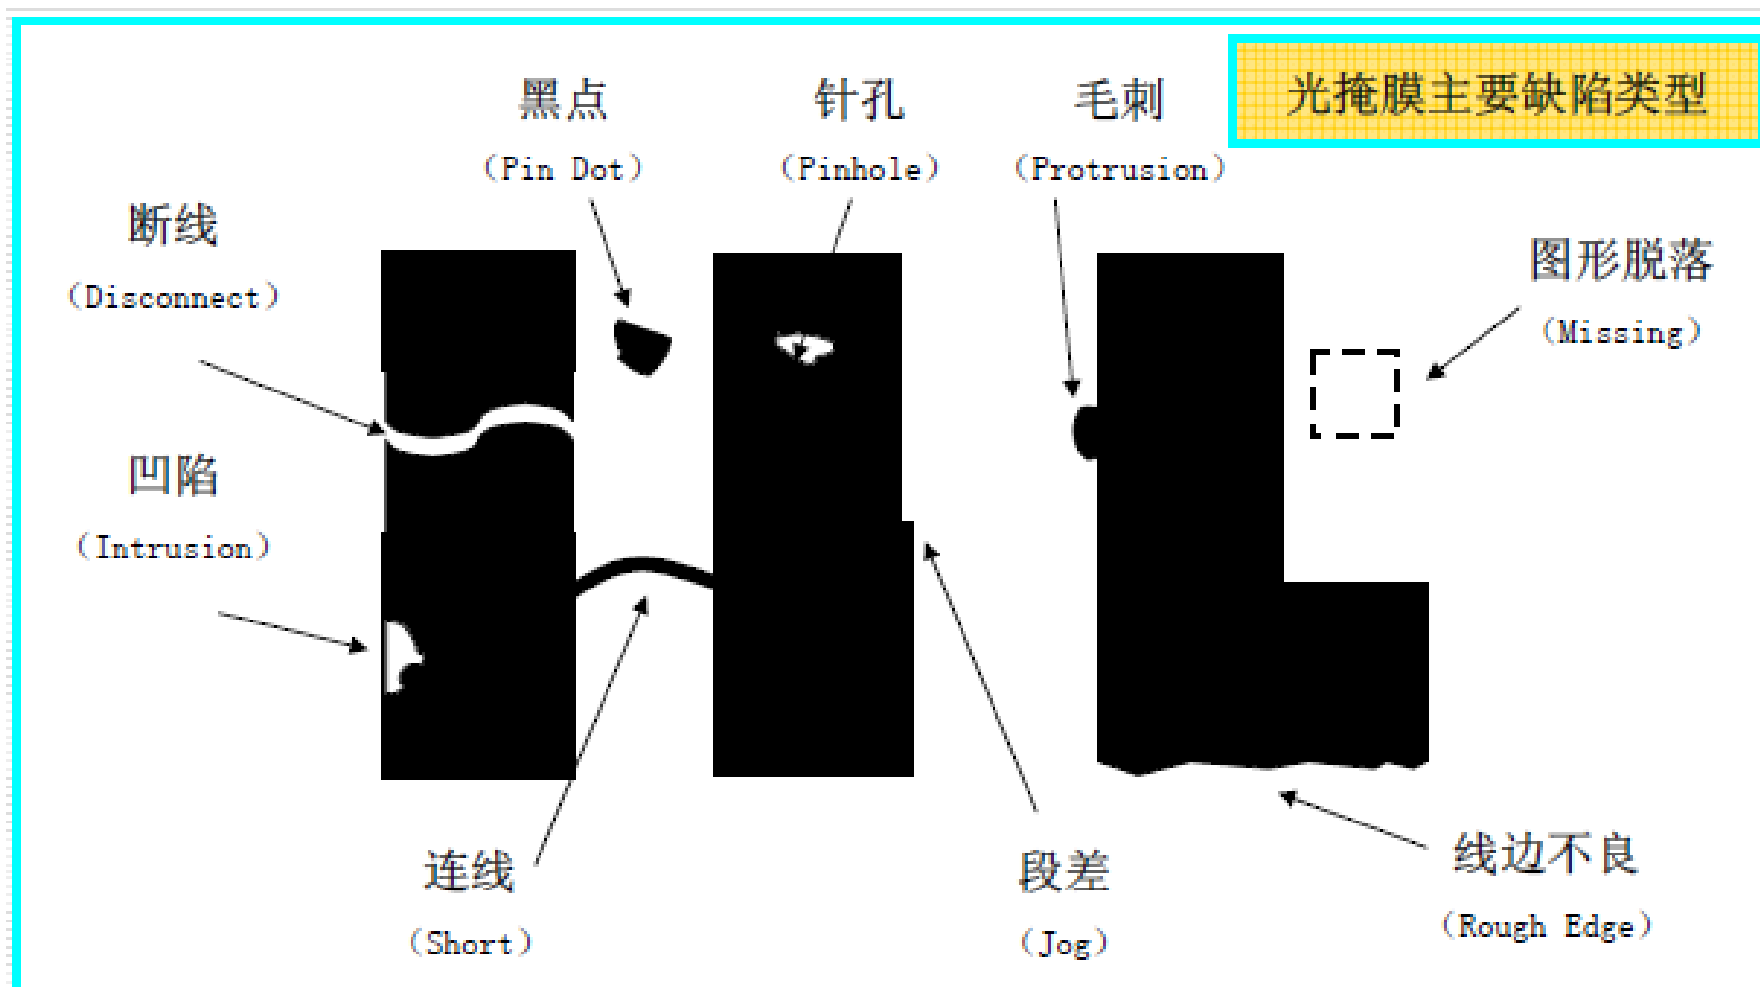 光掩膜主要缺陷类型
黑点
（Pin Dot）
针孔
（Pinhole）
毛刺
（Protrusion）
断线
（Disconnect）
图形脱落
（Missing）
凹陷
（Intrusion）
连线
（Short）
段差
（Jog）
线边不良
（Rough Edge）